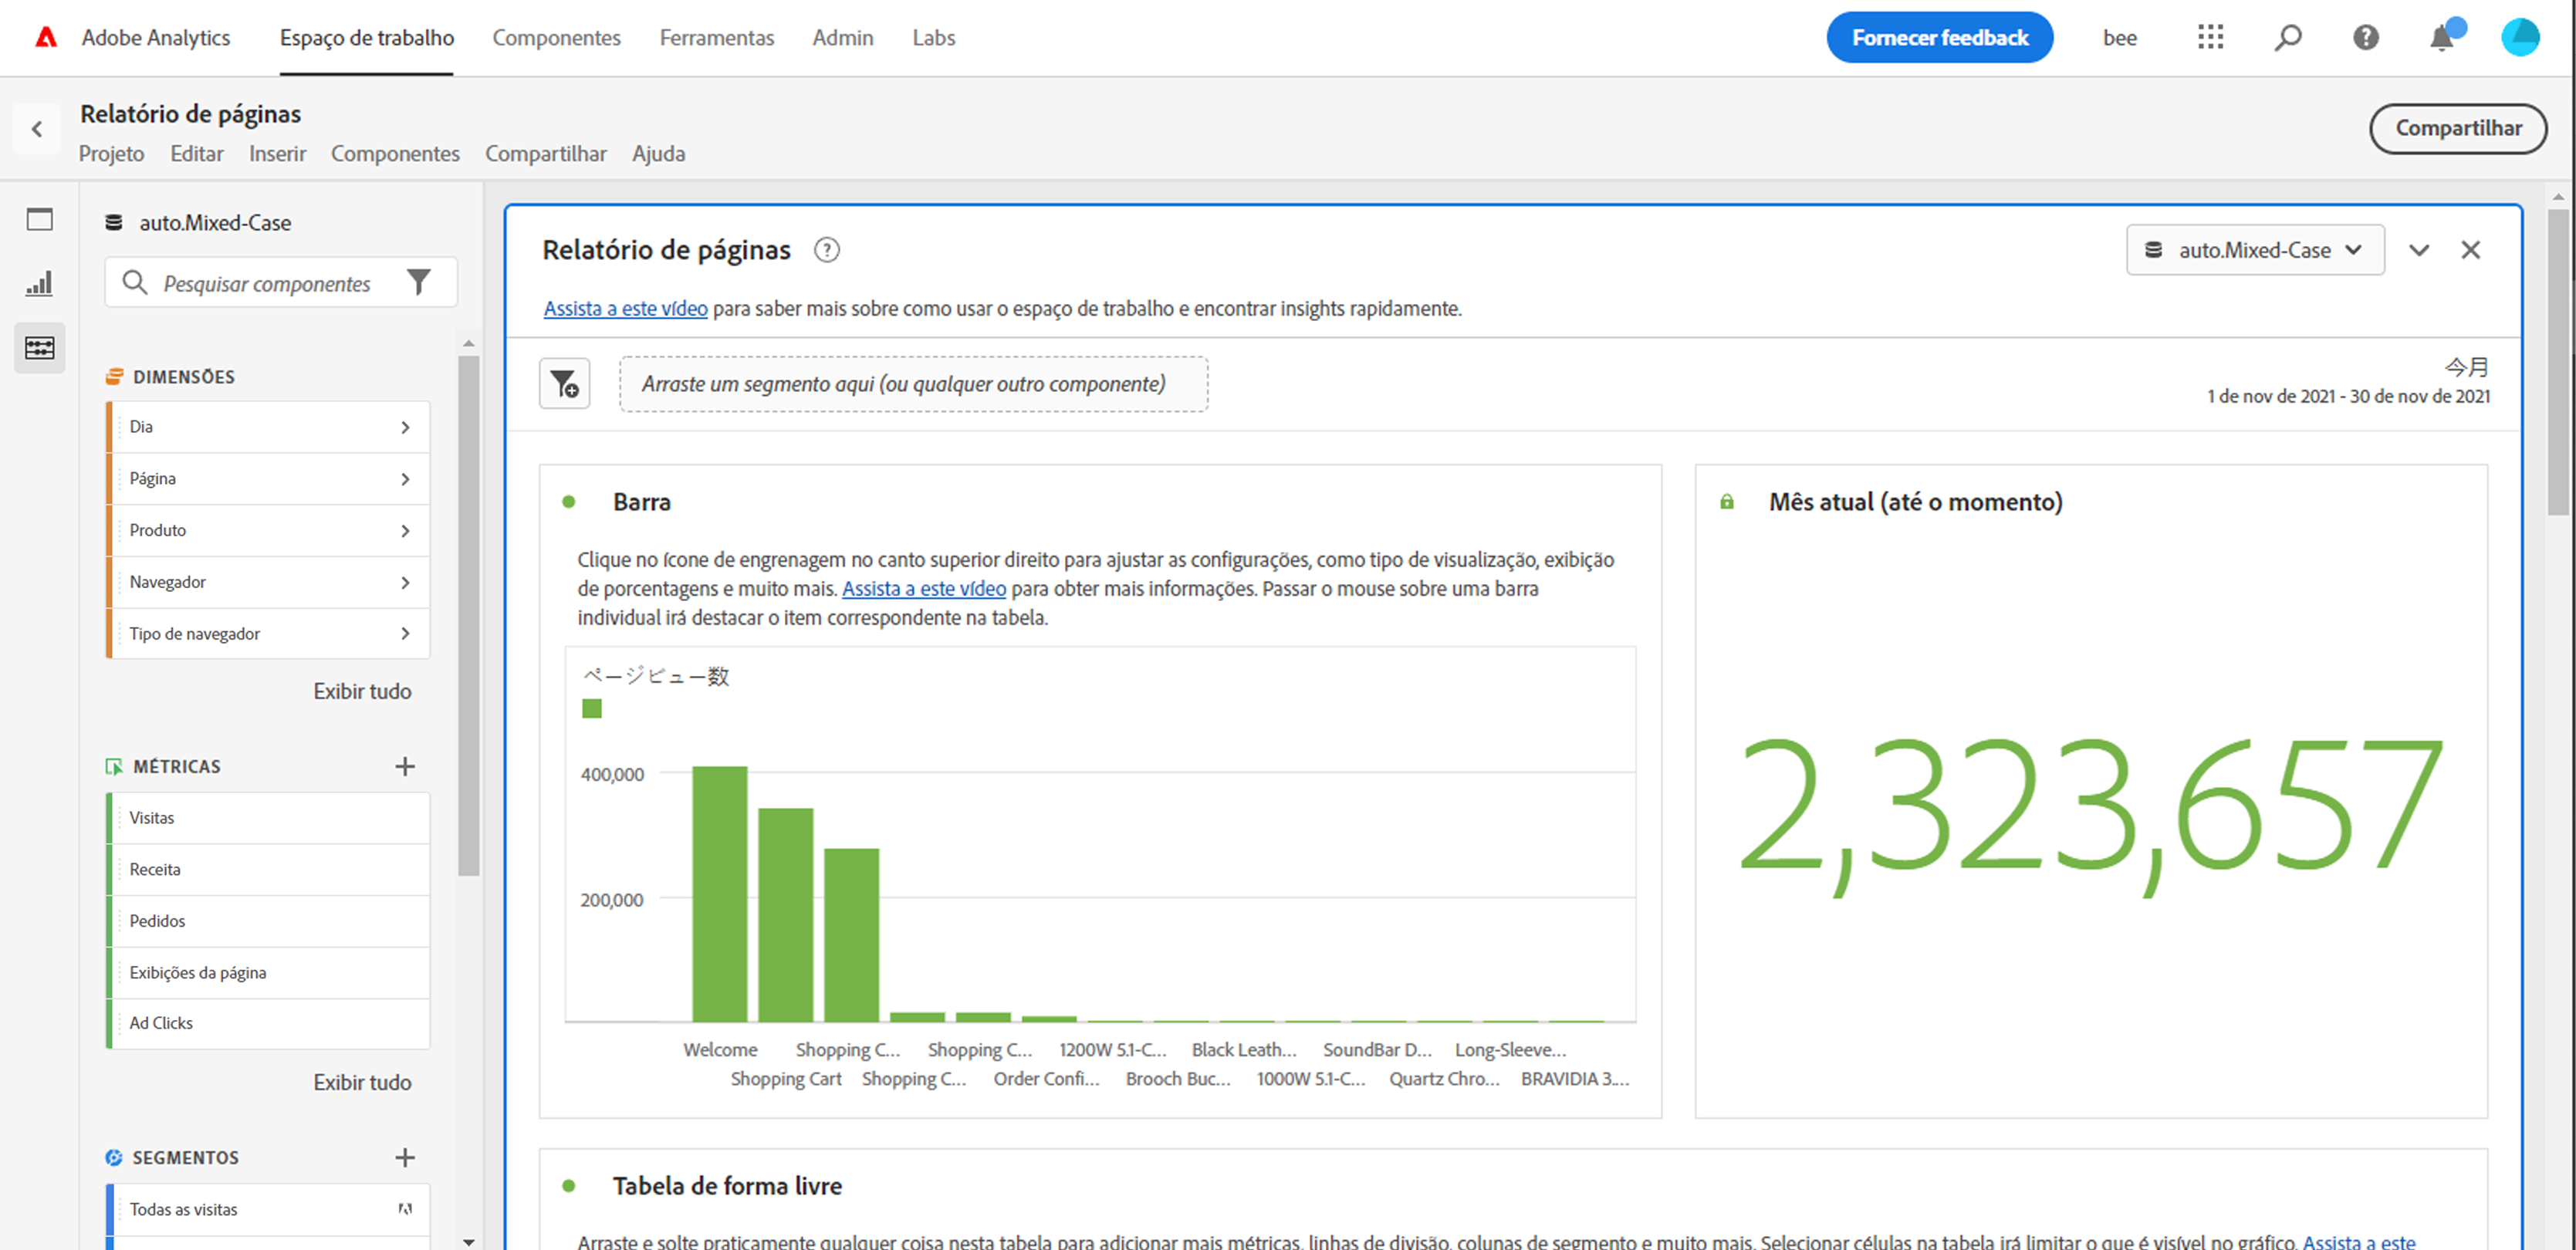 Adobe Analytics Espaço de trabalho Componentes Ferramentas Admin Labs Fornecer feedback bee
Relatório de páginas
Projeto Editar Inserir Componentes Compartilhar Ajuda
Compartilhar
auto.Mixed-Case
Pesquisar componentes
DIMENSÕES
Dia
Página
Produto
Navegador
Tipo de navegador
Exibir tudo
MÉTRICAS
Visitas
Receita
Pedidos
Exibições da página
Ad Clicks
Exibir tudo
SEGMENTOS
Todas as visitas
Relatório de páginas
auto.Mixed-Case
Assista a este vídeo para saber mais sobre como usar o espaço de trabalho e encontrar insights rapidamente.
Arraste um segmento aqui (ou qualquer outro componente)
今月
1 de nov de 2021 - 30 de nov de 2021
Barra
Clique no ícone de engrenagem no canto superior direito para ajustar as configurações, como tipo de visualização, exibição
de porcentagens e muito mais. Assista a este vídeo para obter mais informações. Passar o mouse sobre uma barra
individual irá destacar o item correspondente na tabela.
ページビュー数
400,000
200,000
Welcome Shopping C... Shopping C... 1200W 5.1-C... Black Leath... SoundBar D... Long-Sleeve...
Shopping Cart Shopping C... Order Confi... Brooch Buc... 1000W 5.1-C... Quartz Chro... BRAVIDIA 3....
Mês atual (até o momento)
2,323,657
Tabela de forma livre
Arraste e solte praticamente qualquer coisa nesta tabela para adicionar mais métricas, linhas de divisão, colunas de segmento e muito mais. Selecionar células na tabela irá limitar o que é visível no gráfico. Assista a este